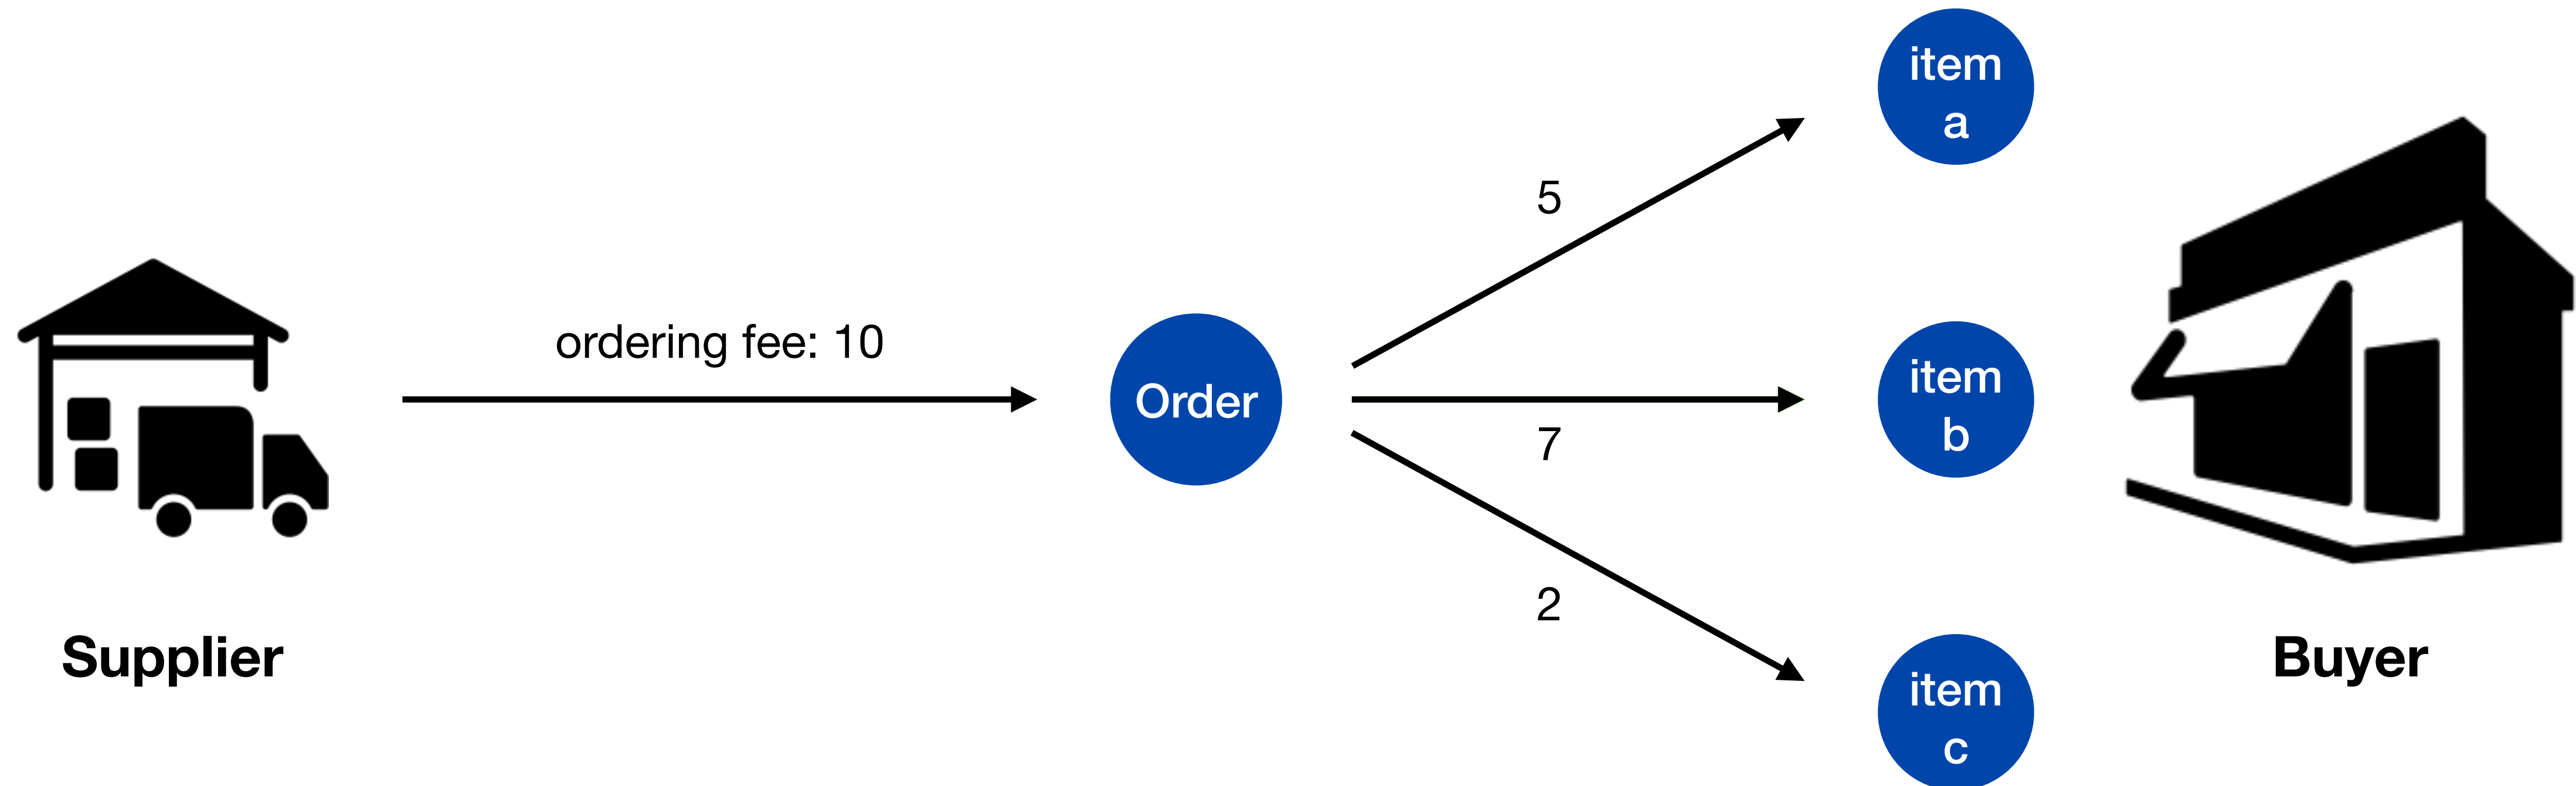 item
a
5
ordering fee: 10
Order
item
b
7
2
Supplier
item
c
Buyer